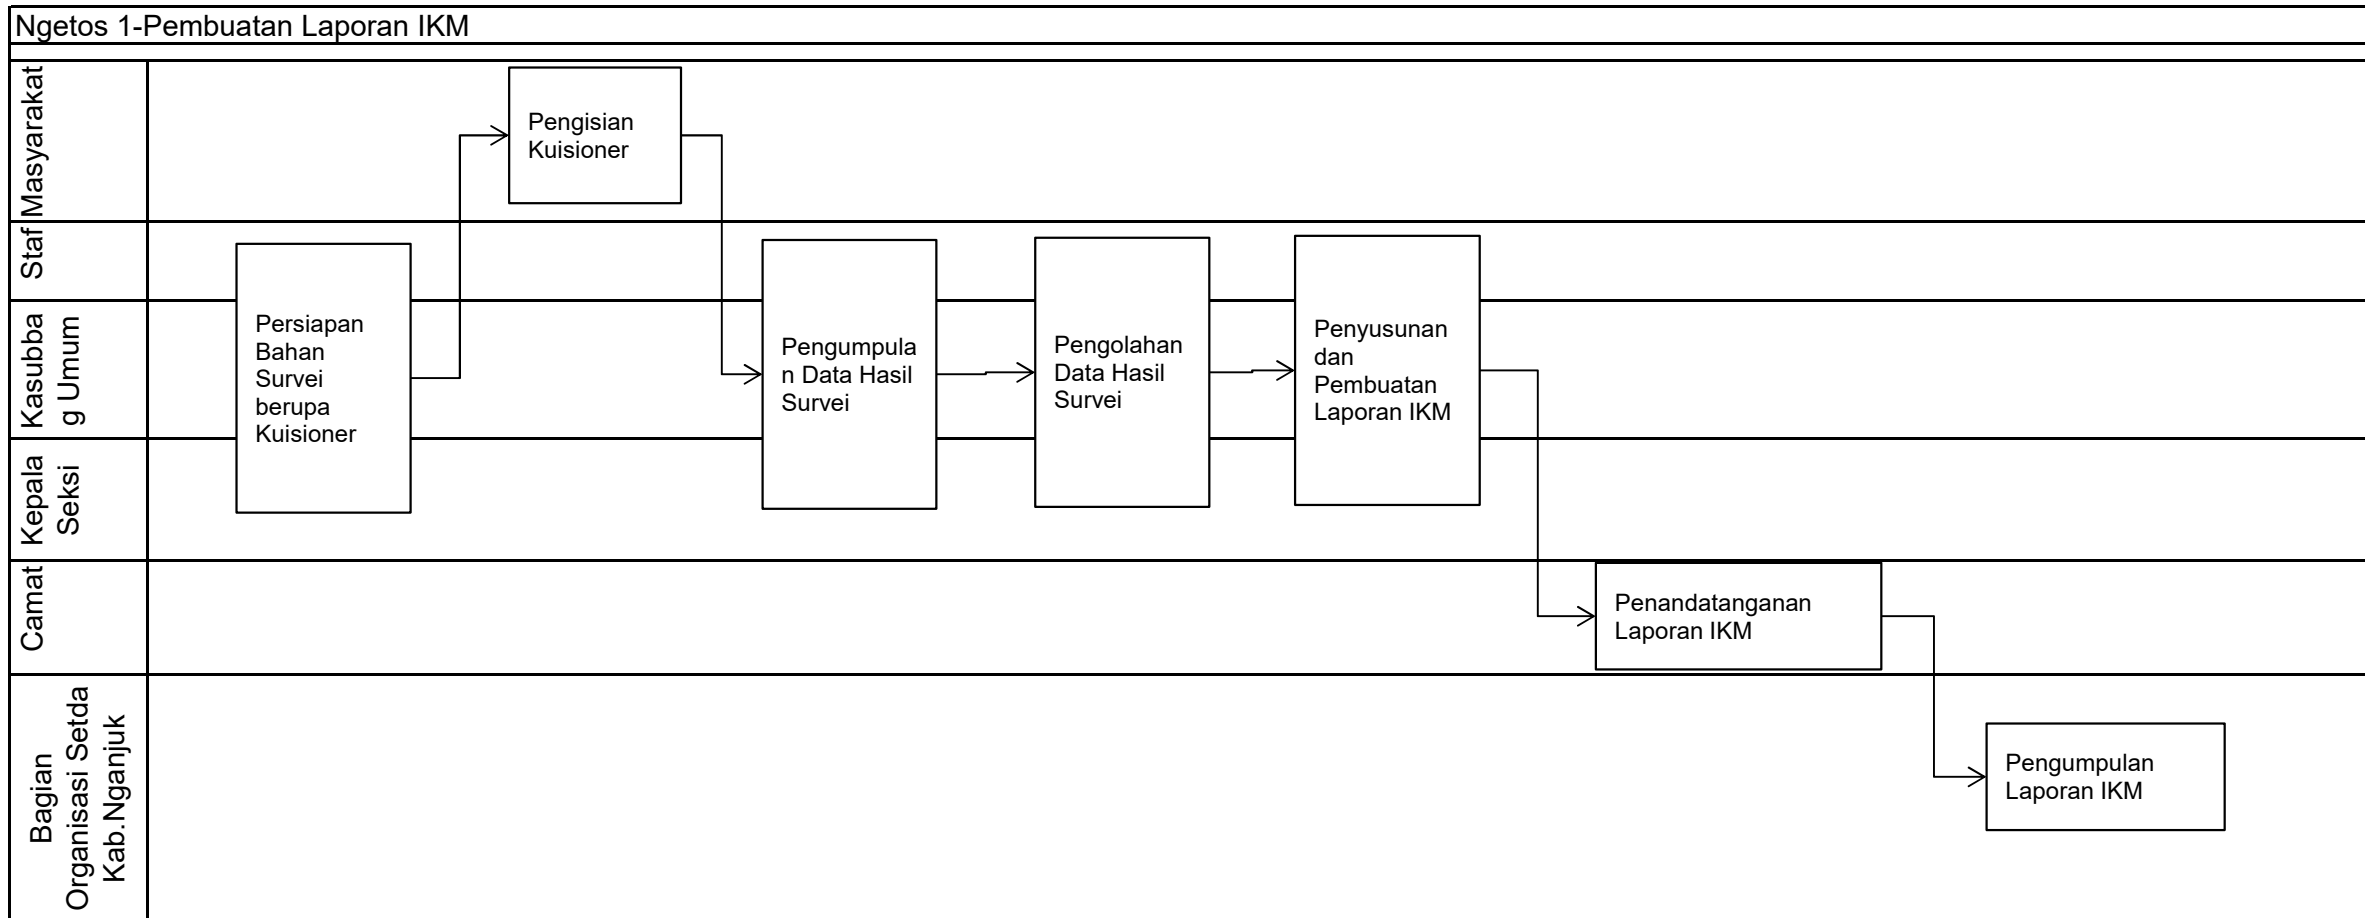 Ngetos 1-Pembuatan Laporan IKM
Masyarakat
Pengisian
Kuisioner
Staf
Kasubba
g Umum
Kepala
Seksi
Persiapan
Bahan
Survei
berupa
Kuisioner
Pengumpula
n Data Hasil
Survei
Pengolahan
Data Hasil
Survei
Penyusunan
dan
Pembuatan
Laporan IKM
Camat
Penandatanganan
Laporan IKM
Bagian
Organisasi Setda
Kab.Nganjuk
Pengumpulan
Laporan IKM